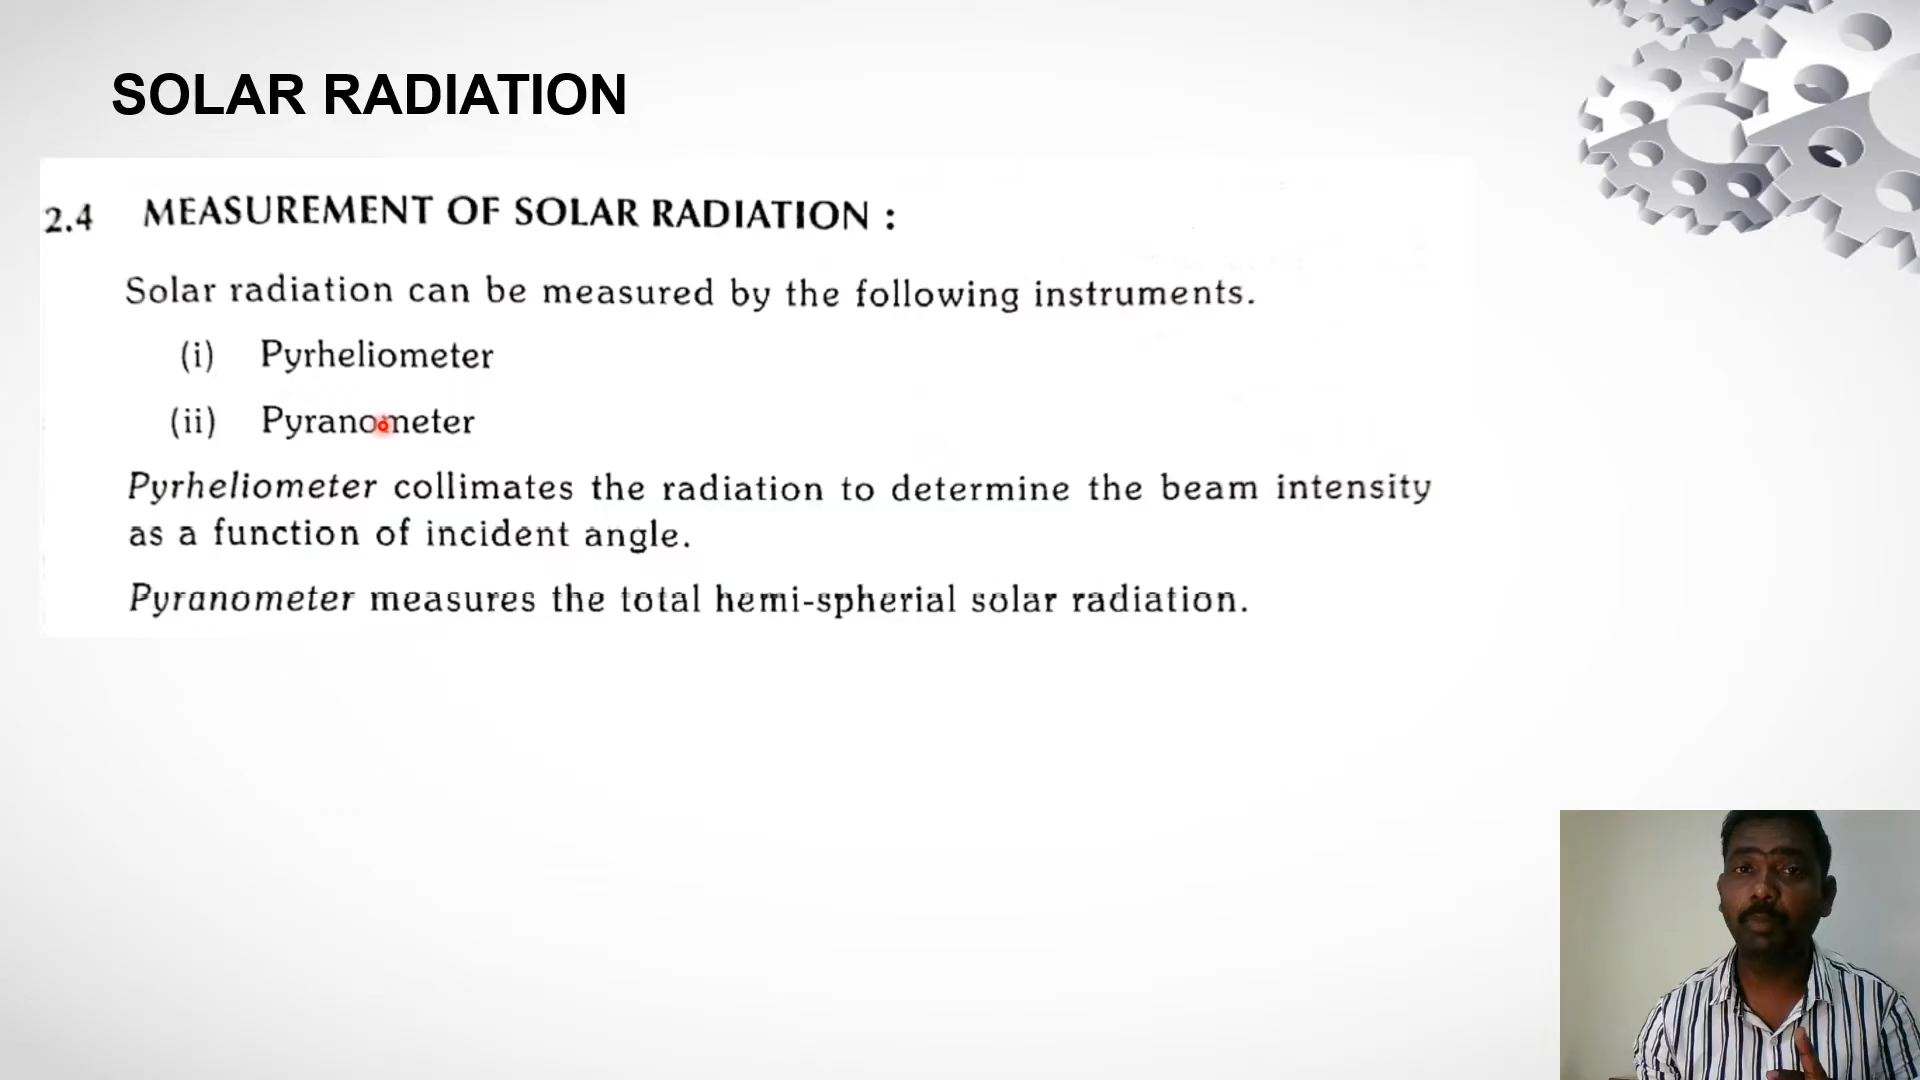 SOLAR RADIATION
2.4 MEASUREMENT OF SOLAR RADIATION :
Solar radiation can be measured by the following instruments.
(i) Pyrheliometer
(ii) Pyranometer
Pyrheliometer collimates the radiation to determine the beam intensity
as a function of incident angle.
Pyranometer measures the total hemi-spherial solar radiation.